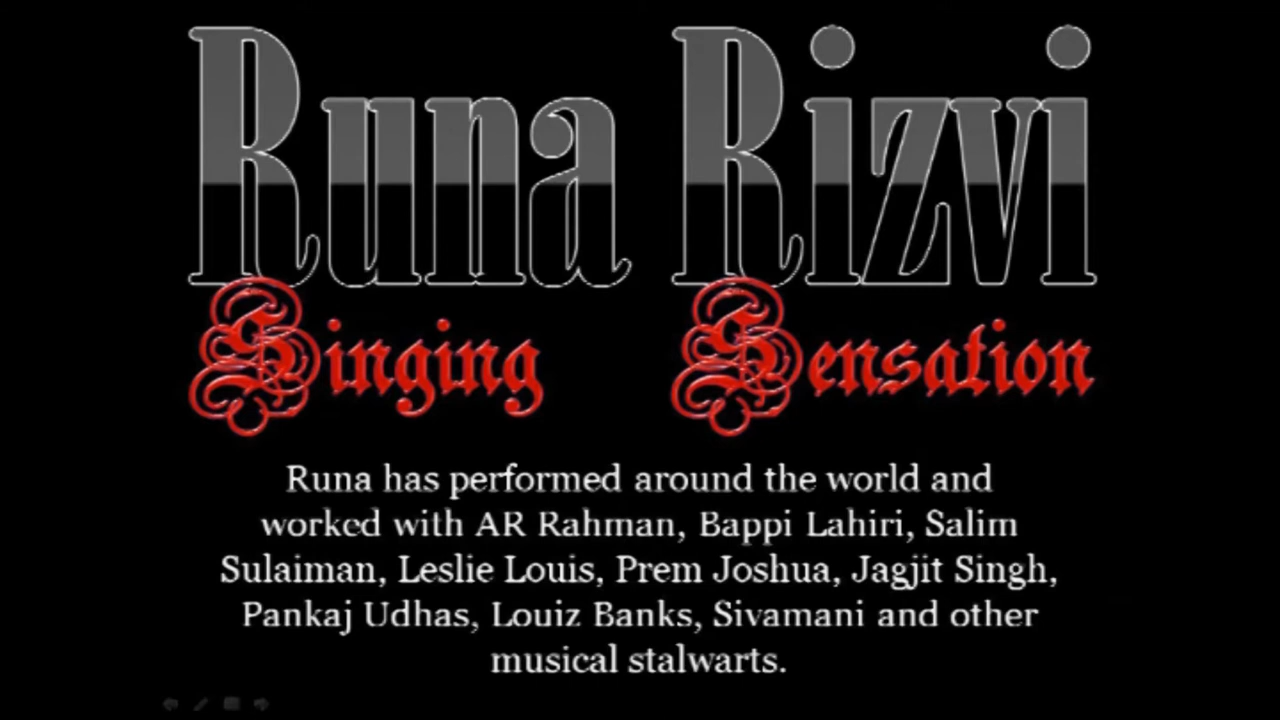 Runa Rizvi
Singing Sensation
Runa has performed around the world and
worked with AR Rahman, Bappi Lahiri, Salim
Sulaiman, Leslie Louis, Prem Joshua, Jagjit Singh,
Pankaj Udhas, Louiz Banks, Sivamani and other
musical stalwarts.